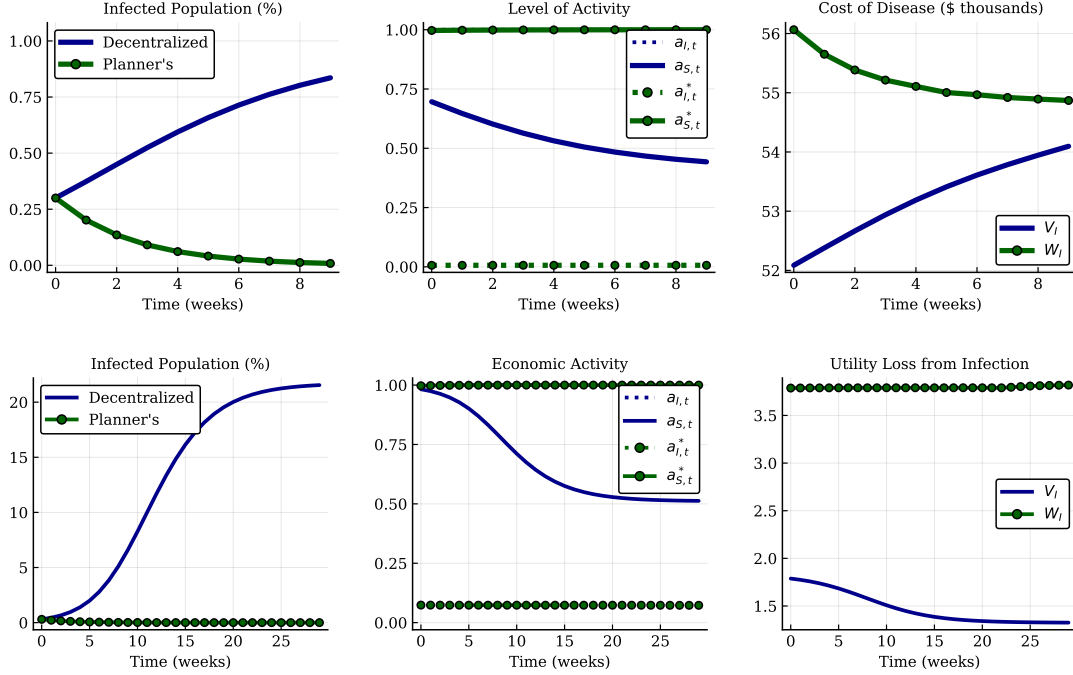 Infected Population (%)
1.00
0.75
0.50
0.25
0.00
Decentralized
Planner's
0 2 4 6 8
Time (weeks)
Level of Activity
1.00
0.75
0.50
0.25
0.00
a_{I,t}
a_{S,t}
a^*_{I,t}
a^*_{S,t}
0 2 4 6 8
Time (weeks)
Cost of Disease ($ thousands)
56
55
54
53
52
V_I
W_I
0 2 4 6 8
Time (weeks)
Infected Population (%)
20
15
10
5
0
Decentralized
Planner's
0 5 10 15 20 25
Time (weeks)
Economic Activity
1.00
0.75
0.50
0.25
0.00
a_{I,t}
a_{S,t}
a^*_{I,t}
a^*_{S,t}
0 5 10 15 20 25
Time (weeks)
Utility Loss from Infection
3.5
3.0
2.5
2.0
1.5
V_I
W_I
0 5 10 15 20 25
Time (weeks)